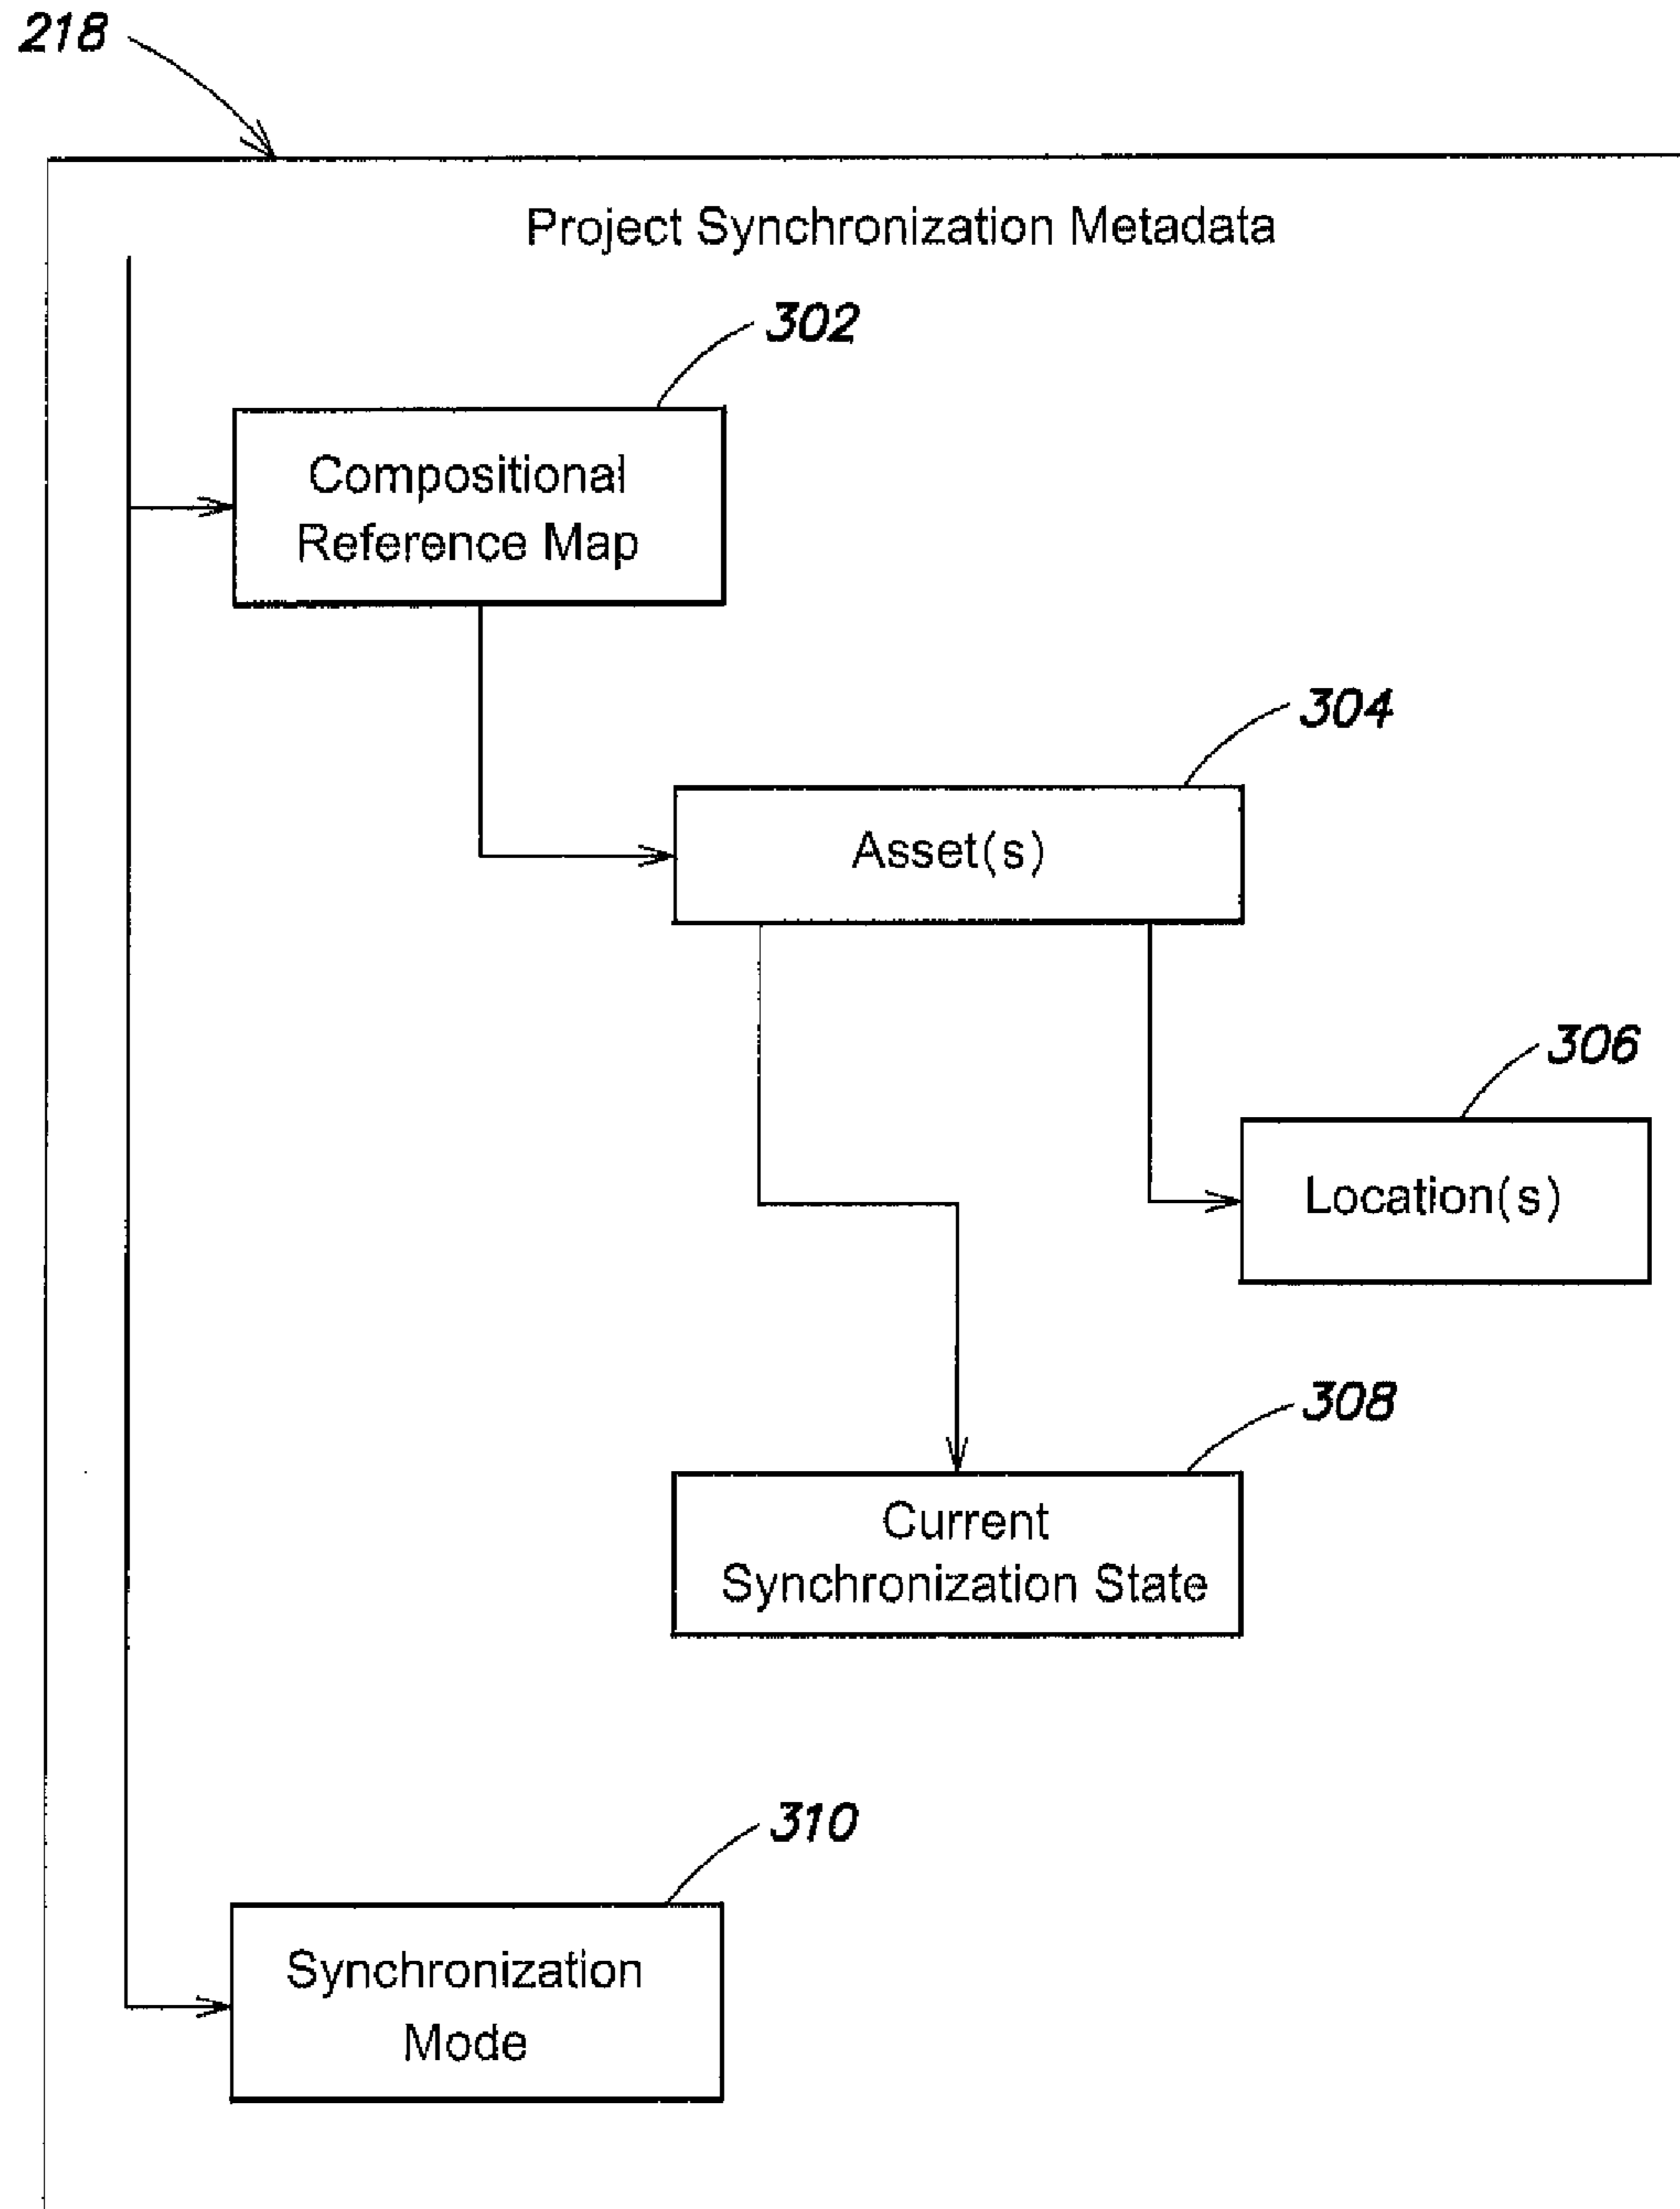 218
Project Synchronization Metadata
302
Compositional
Reference Map
304
Asset(s)
306
Location(s)
308
Current
Synchronization State
310
Synchronization
Mode